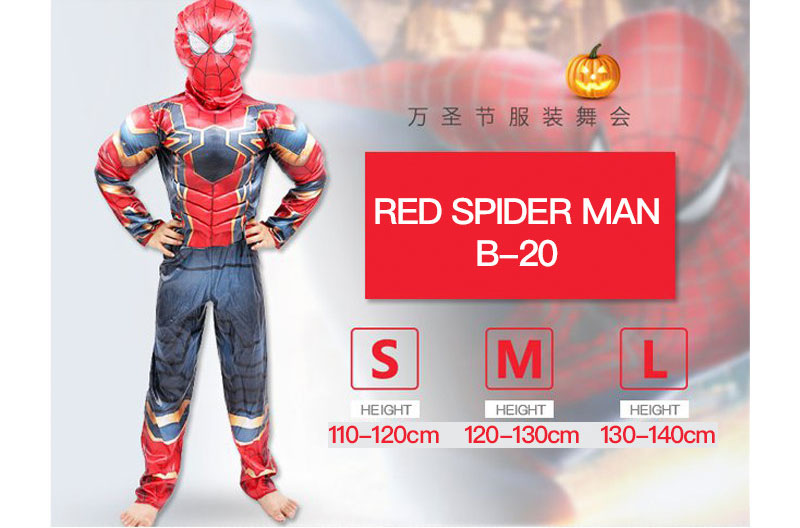 万圣节服装舞会
RED SPIDER MAN
B-20
S M L
HEIGHT HEIGHT HEIGHT
110-120cm 120-130cm 130-140cm